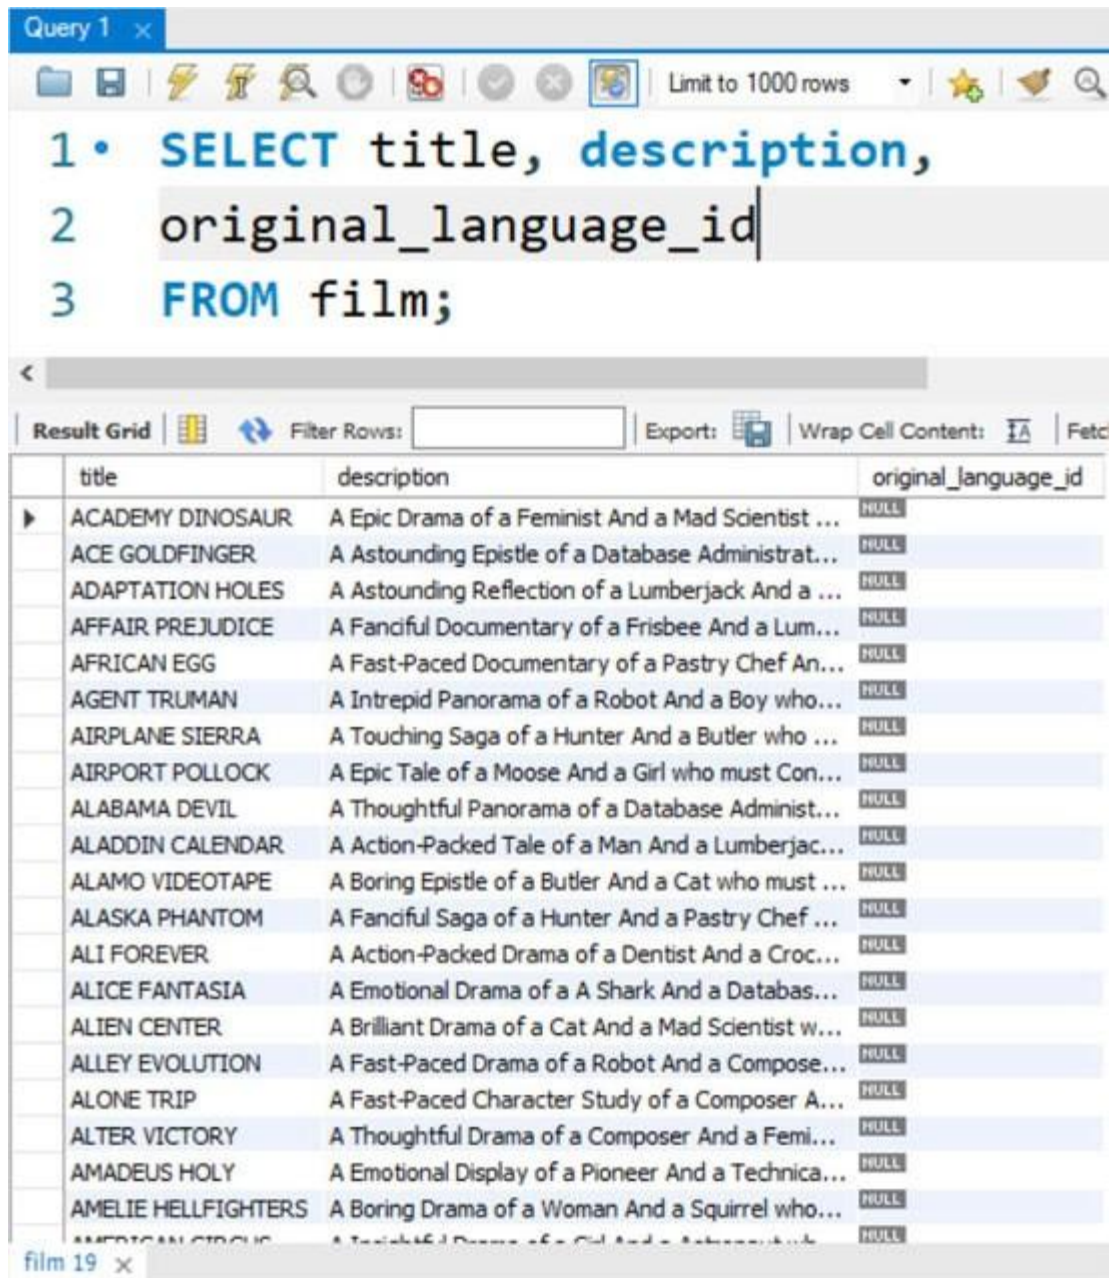 Query 1
Limit to 1000 rows
1 SELECT title, description,
2 original_language_id
3 FROM film;
Result Grid Filter Rows: Export: Wrap Cell Content: Fetc
title description original_language_id
ACADEMY DINOSAUR A Epic Drama of a Feminist And a Mad Scientist ... NULL
ACE GOLDFINGER A Astounding Epistle of a Database Administrat... NULL
ADAPTATION HOLES A Astounding Reflection of a Lumberjack And a ... NULL
AFFAIR PREJUDICE A Fanciful Documentary of a Frisbee And a Lum... NULL
AFRICAN EGG A Fast-Paced Documentary of a Pastry Chef An... NULL
AGENT TRUMAN A Intrepid Panorama of a Robot And a Boy who... NULL
AIRPLANE SIERRA A Touching Saga of a Hunter And a Butler who ... NULL
AIRPORT POLLOCK A Epic Tale of a Moose And a Girl who must Con... NULL
ALABAMA DEVIL A Thoughtful Panorama of a Database Administ... NULL
ALADDIN CALENDAR A Action-Packed Tale of a Man And a Lumberjac... NULL
ALAMO VIDEOTAPE A Boring Epistle of a Butler And a Cat who must ... NULL
ALASKA PHANTOM A Fanciful Saga of a Hunter And a Pastry Chef ... NULL
ALI FOREVER A Action-Packed Drama of a Dentist And a Croc... NULL
ALICE FANTASIA A Emotional Drama of a A Shark And a Databas... NULL
ALIEN CENTER A Brilliant Drama of a Cat And a Mad Scientist w... NULL
ALLEY EVOLUTION A Fast-Paced Drama of a Robot And a Compose... NULL
ALONE TRIP A Fast-Paced Character Study of a Composer A... NULL
ALTER VICTORY A Thoughtful Drama of a Composer And a Femi... NULL
AMADEUS HOLY A Emotional Display of a Pioneer And a Technica... NULL
AMELIE HELLFIGHTERS A Boring Drama of a Woman And a Squirrel who... NULL
NULL
film 19